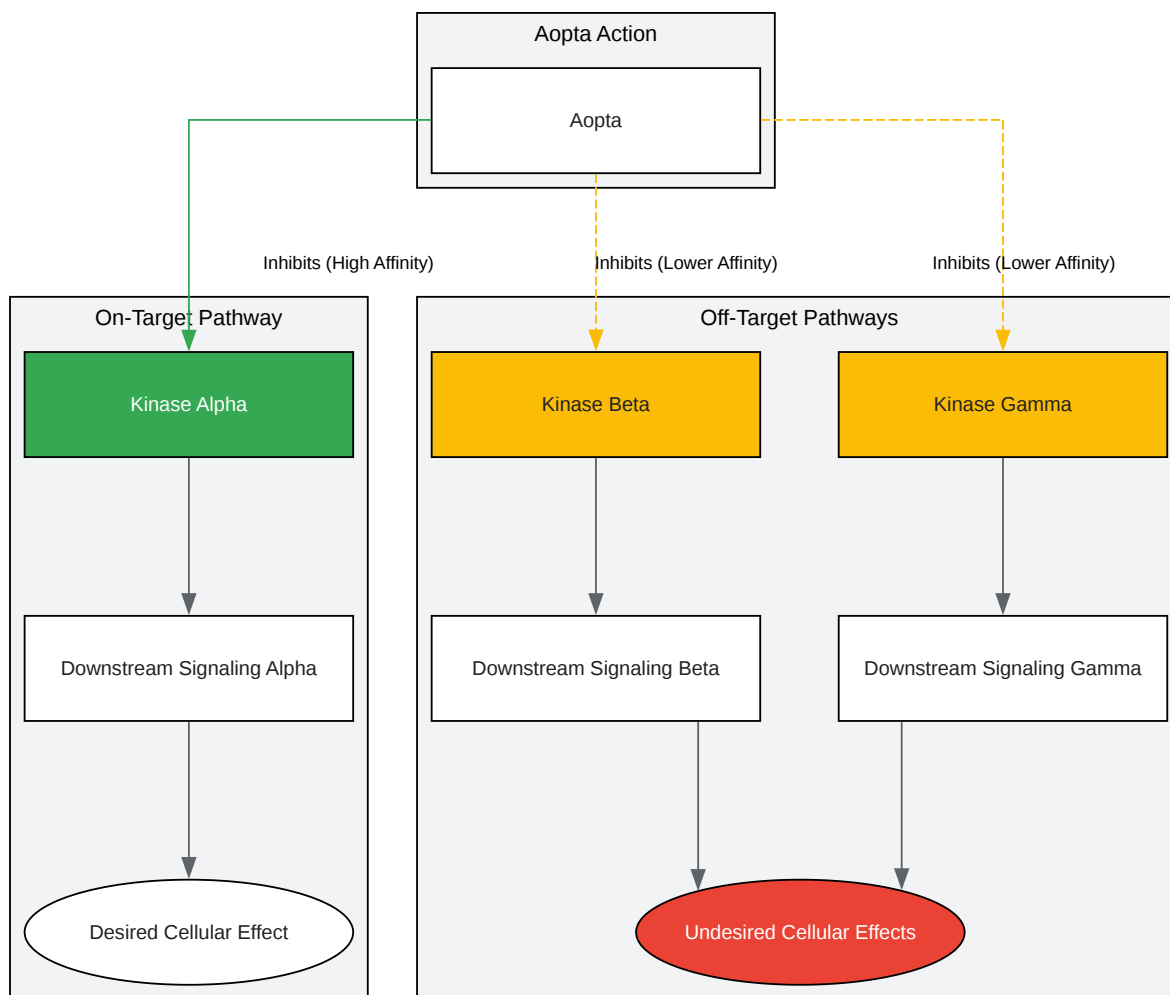 Aopta Action
Aopta
Inhibits (High Affinity)
Inhibits (Lower Affinity)
Inhibits (Lower Affinity)
On-Target Pathway
Off-Target Pathways
Kinase Alpha
Kinase Beta
Kinase Gamma
Downstream Signaling Alpha
Downstream Signaling Beta
Downstream Signaling Gamma
Desired Cellular Effect
Undesired Cellular Effects